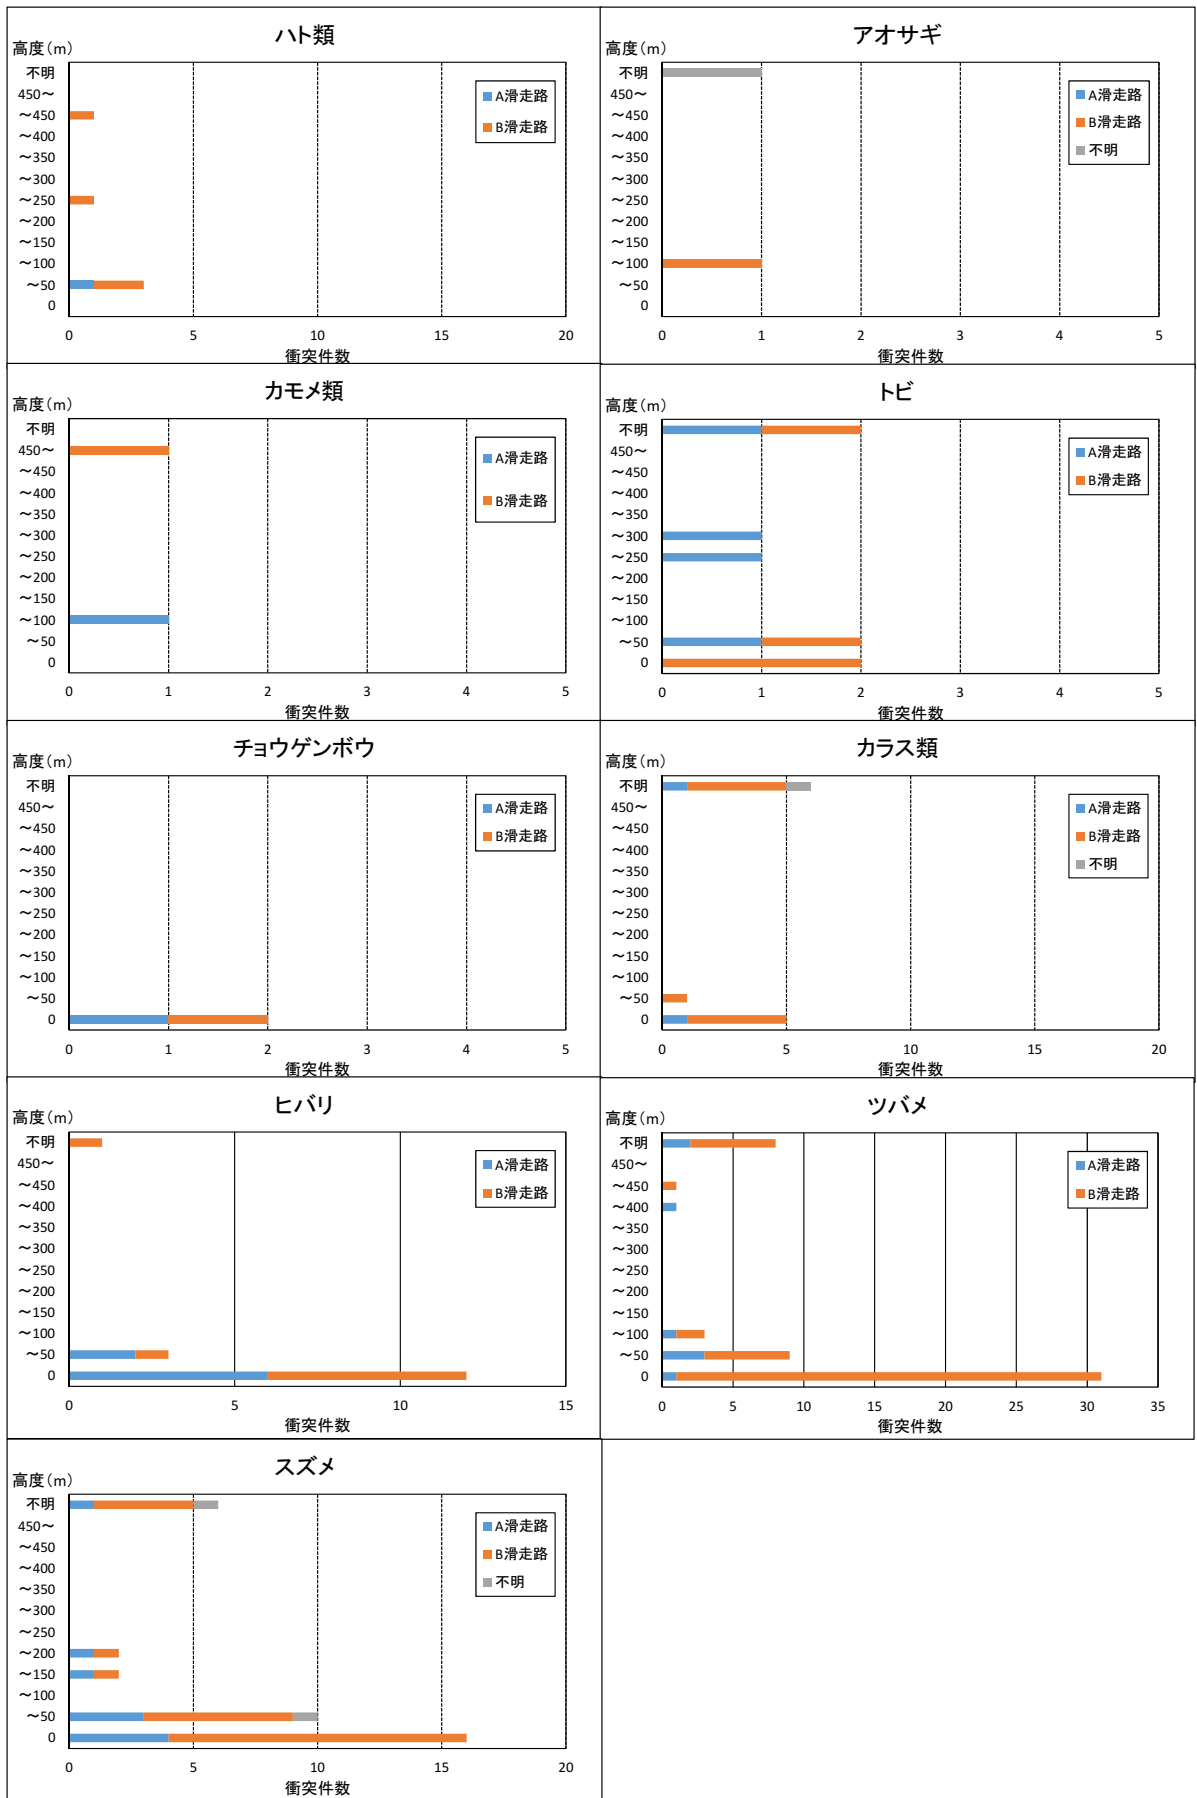 ハト類
高度（m）
不明
450～
～450
～400
～350
～300
～250
～200
～150
～100
～50
0
A滑走路
B滑走路
0 5 10 15 20
衝突件数
アオサギ
高度（m）
不明
450～
～450
～400
～350
～300
～250
～200
～150
～100
～50
0
A滑走路
B滑走路
不明
0 1 2 3 4 5
衝突件数
カモメ類
高度（m）
不明
450～
～450
～400
～350
～300
～250
～200
～150
～100
～50
0
A滑走路
B滑走路
0 1 2 3 4 5
衝突件数
トビ
高度（m）
不明
450～
～450
～400
～350
～300
～250
～200
～150
～100
～50
0
A滑走路
B滑走路
0 1 2 3 4 5
衝突件数
チョウゲンボウ
高度（m）
不明
450～
～450
～400
～350
～300
～250
～200
～150
～100
～50
0
A滑走路
B滑走路
0 1 2 3 4 5
衝突件数
カラス類
高度（m）
不明
450～
～450
～400
～350
～300
～250
～200
～150
～100
～50
0
A滑走路
B滑走路
不明
0 5 10 15 20
衝突件数
ヒバリ
高度（m）
不明
450～
～450
～400
～350
～300
～250
～200
～150
～100
～50
0
A滑走路
B滑走路
0 5 10 15
衝突件数
ツバメ
高度（m）
不明
450～
～450
～400
～350
～300
～250
～200
～150
～100
～50
0
A滑走路
B滑走路
0 5 10 15 20 25 30 35
衝突件数
スズメ
高度（m）
不明
450～
～450
～400
～350
～300
～250
～200
～150
～100
～50
0
A滑走路
B滑走路
不明
0 5 10 15 20
衝突件数